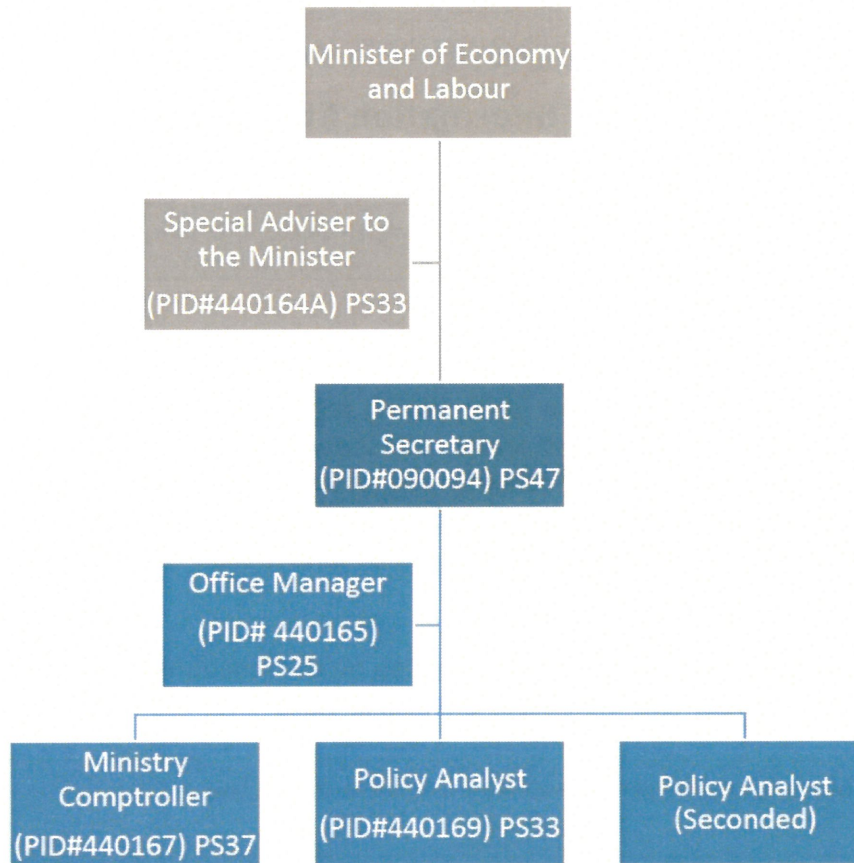 Minister of Economy
and Labour
Special Adviser to
the Minister
(PID#440164A) PS33
Permanent
Secretary
(PID#090094) PS47
Office Manager
(PID# 440165)
PS25
Ministry
Comptroller
(PID#440167) PS37
Policy Analyst
(PID#440169) PS33
Policy Analyst
(Seconded)